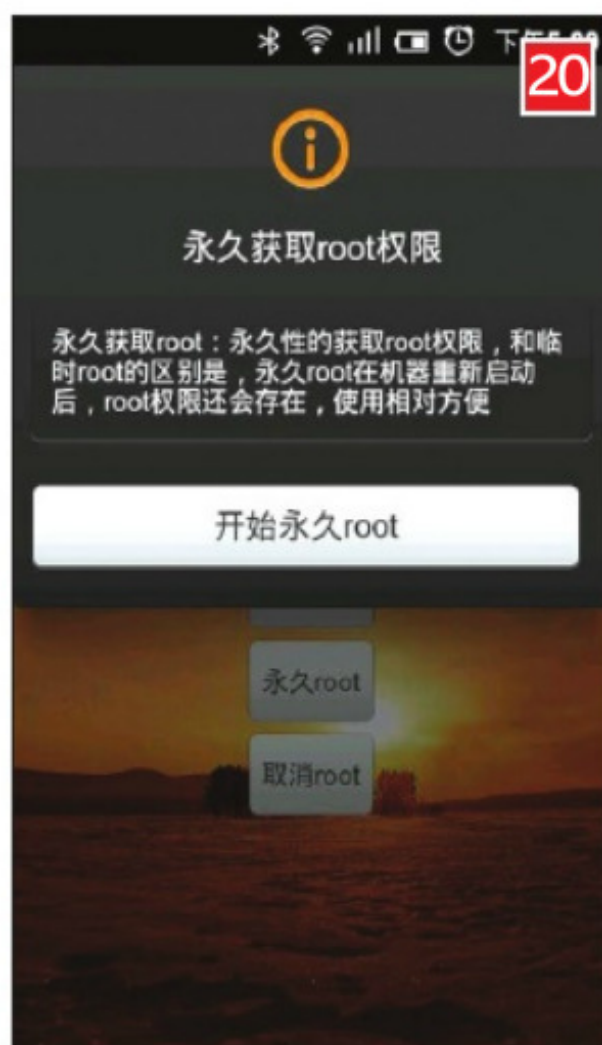 20
永久获取root权限
永久获取root：永久性的获取root权限，和临
时root的区别是，永久root在机器重新启动
后，root权限还会存在，使用相对方便
开始永久root
永久root
取消root